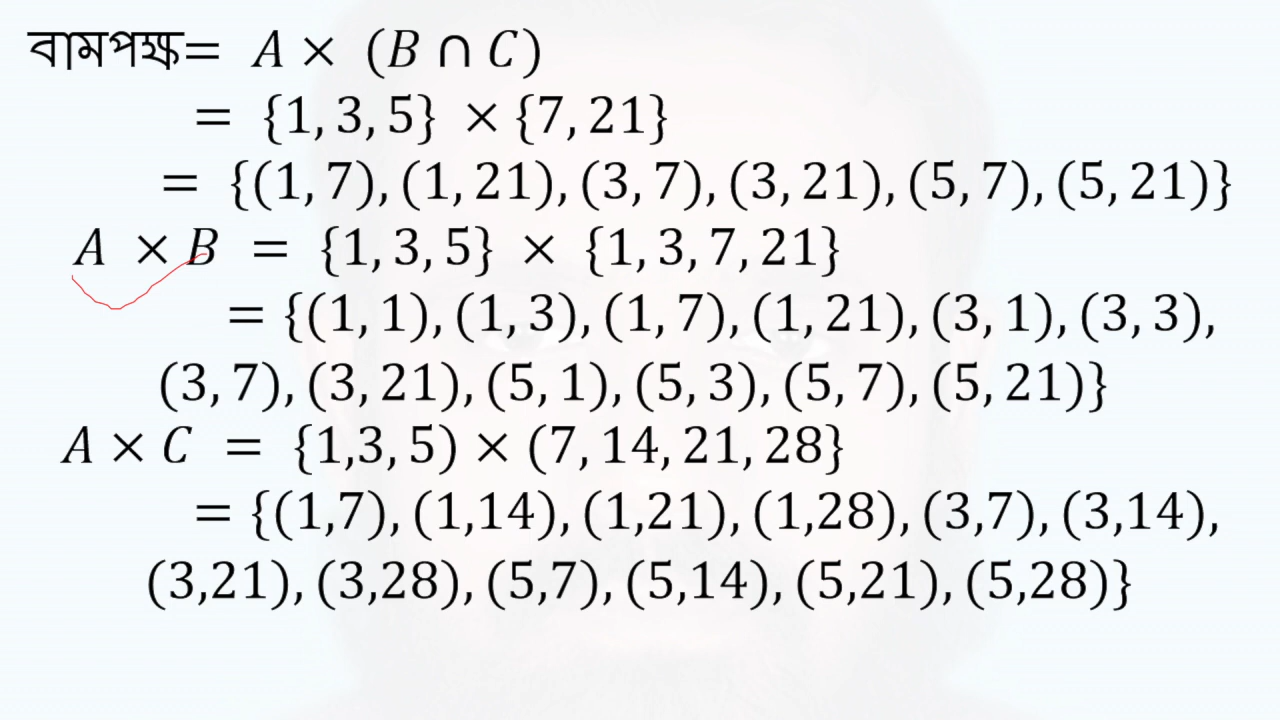 বামপক্ষ= A × (B ∩ C)
= {1, 3, 5} × {7, 21}
= {(1, 7), (1, 21), (3, 7), (3, 21), (5, 7), (5, 21)}
A × B = {1, 3, 5} × {1, 3, 7, 21}
= {(1, 1), (1, 3), (1, 7), (1, 21), (3, 1), (3, 3),
(3, 7), (3, 21), (5, 1), (5, 3), (5, 7), (5, 21)}
A × C = {1,3, 5) × (7, 14, 21, 28}
= {(1,7), (1,14), (1,21), (1,28), (3,7), (3,14),
(3,21), (3,28), (5,7), (5,14), (5,21), (5,28)}